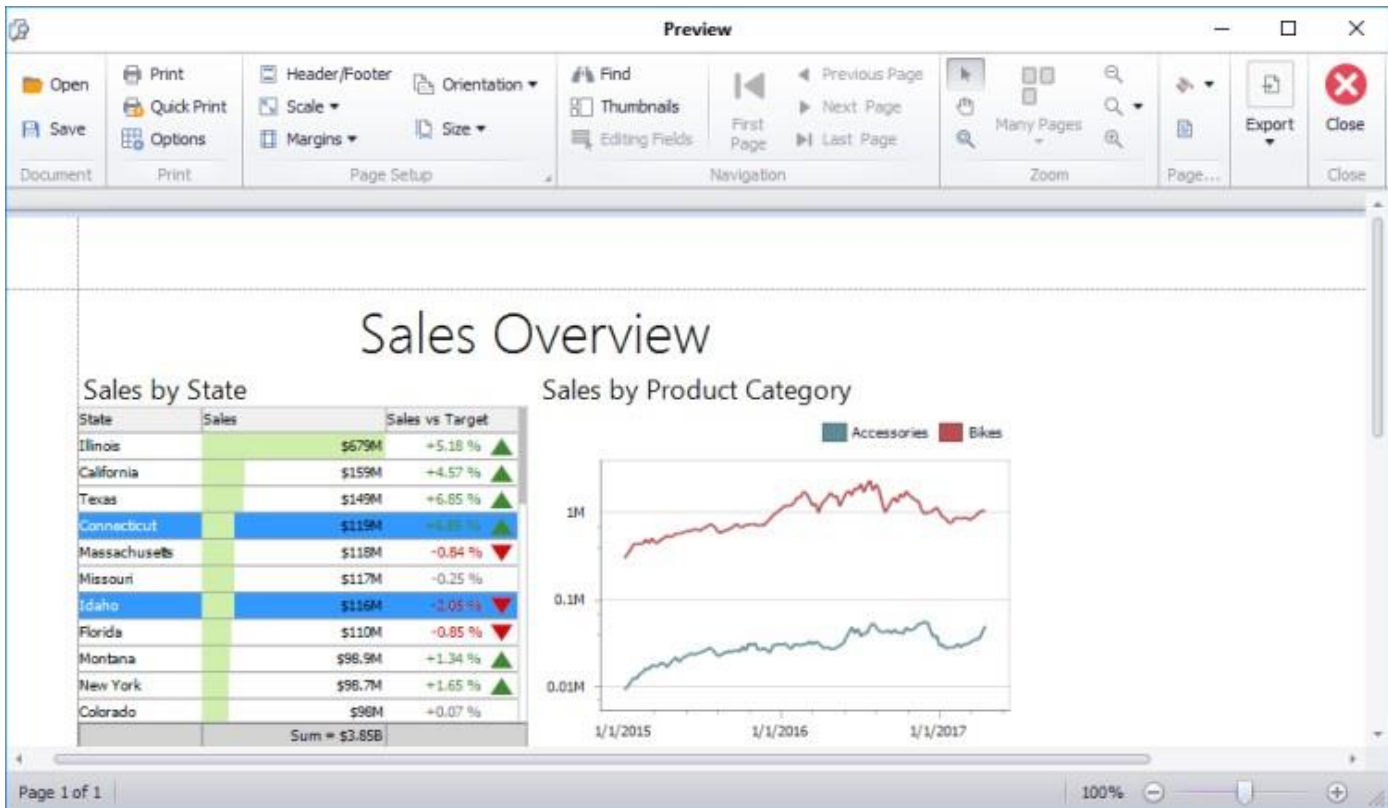 Preview
Open
Save
Document
Print
Quick Print
Options
Print
Header/Footer
Scale
Margins
Orientation
Size
Page Setup
Find
Thumbnails
Editing Fields
First Page
Previous Page
Next Page
Last Page
Navigation
Many Pages
Zoom
Page...
Export
Close
Close
Sales Overview
Sales by State
State Sales Sales vs Target
Illinois $679M +5.18 %
California $159M +4.57 %
Texas $149M +6.85 %
Connecticut $119M
Massachusetts $118M -0.84 %
Missouri $117M -0.25 %
Idaho $116M -2.05 %
Florida $110M -0.85 %
Montana $98.9M +1.34 %
New York $98.7M +1.65 %
Colorado $98M +0.07 %
Sum = $3.85B
Sales by Product Category
Accessories Bikes
1M
0.1M
0.01M
1/1/2015 1/1/2016 1/1/2017
Page 1 of 1
100%